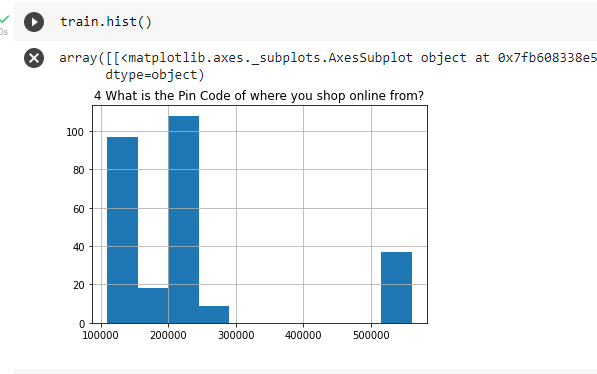 train.hist()
0s
array([[<matplotlib.axes._subplots.AxesSubplot object at 0x7fb608338e5
dtype=object)
4 What is the Pin Code of where you shop online from?
100
80
60
40
20
0
100000 200000 300000 400000 500000